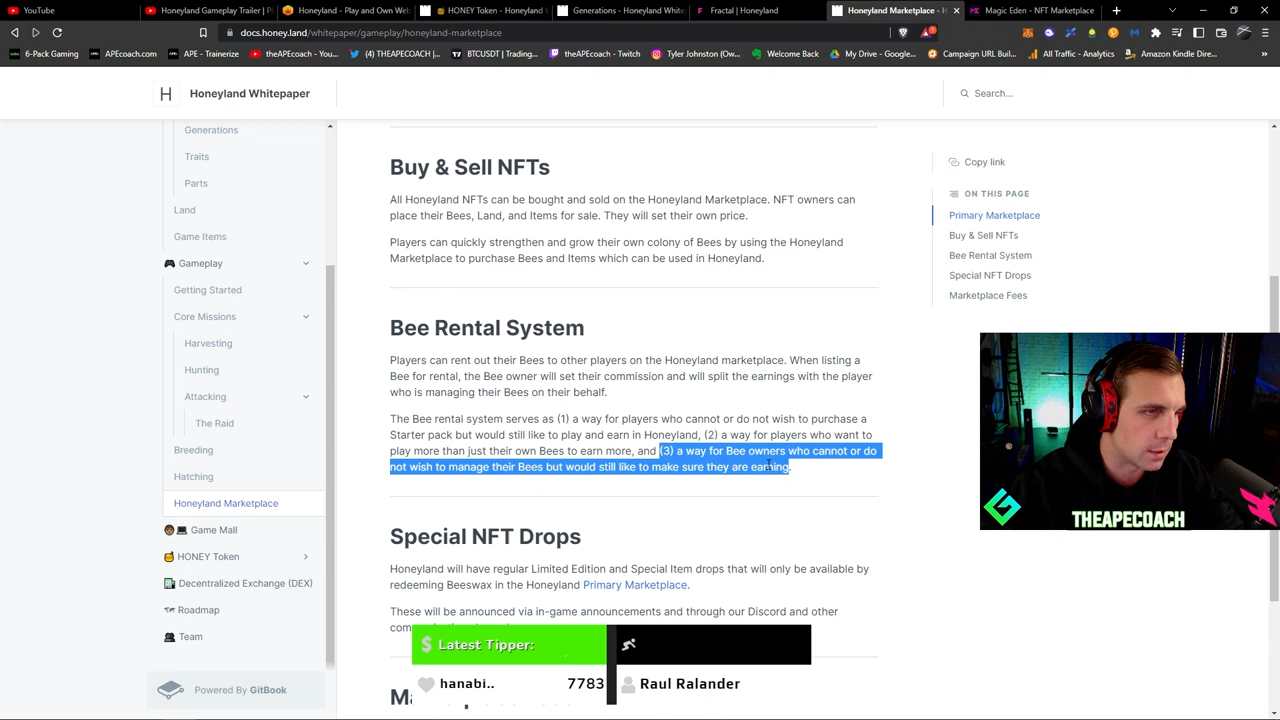 YouTube
Honeyland Gameplay Trailer | Pl
Honeyland - Play and Own Web
🍯 HONEY Token - Honeyland W
Generations - Honeyland White
Fractal | Honeyland
Honeyland Marketplace - H
Magic Eden - NFT Marketplace
docs.honey.land/whitepaper/gameplay/honeyland-marketplace
6-Pack Gaming
APEcoach.com
APE - Trainerize
theAPEcoach - You...
(4) THEAPECOACH...
BTCUSDT | Trading...
theAPEcoach - Twitch
Tyler Johnston (Ow...
Welcome Back
My Drive - Google...
Campaign URL Buil...
All Traffic - Analytics
Amazon Kindle Dire...
H Honeyland Whitepaper
Search...
Generations
Traits
Parts
Land
Game Items
Gameplay
Getting Started
Core Missions
Harvesting
Hunting
Attacking
The Raid
Breeding
Hatching
Honeyland Marketplace
Game Mall
HONEY Token
Decentralized Exchange (DEX)
Roadmap
Team
Powered By GitBook
Buy & Sell NFTs
All Honeyland NFTs can be bought and sold on the Honeyland Marketplace. NFT owners can
place their Bees, Land, and Items for sale. They will set their own price.
Players can quickly strengthen and grow their own colony of Bees by using the Honeyland
Marketplace to purchase Bees and Items which can be used in Honeyland.
Bee Rental System
Players can rent out their Bees to other players on the Honeyland marketplace. When listing a
Bee for rental, the Bee owner will set their commission and will split the earnings with the player
who is managing their Bees on their behalf.
The Bee rental system serves as (1) a way for players who cannot or do not wish to purchase a
Starter pack but would still like to play and earn in Honeyland, (2) a way for players who want to
play more than just their own Bees to earn more, and (3) a way for Bee owners who cannot or do
not wish to manage their Bees but would still like to make sure they are earning.
Special NFT Drops
Honeyland will have regular Limited Edition and Special Item drops that will only be available by
redeeming Beeswax in the Honeyland Primary Marketplace.
These will be announced via in-game announcements and through our Discord and other
Copy link
ON THIS PAGE
Primary Marketplace
Buy & Sell NFTs
Bee Rental System
Special NFT Drops
Marketplace Fees
THEAPECOACH
$ Latest Tipper:
hanabi.. 7783
Raul Ralander